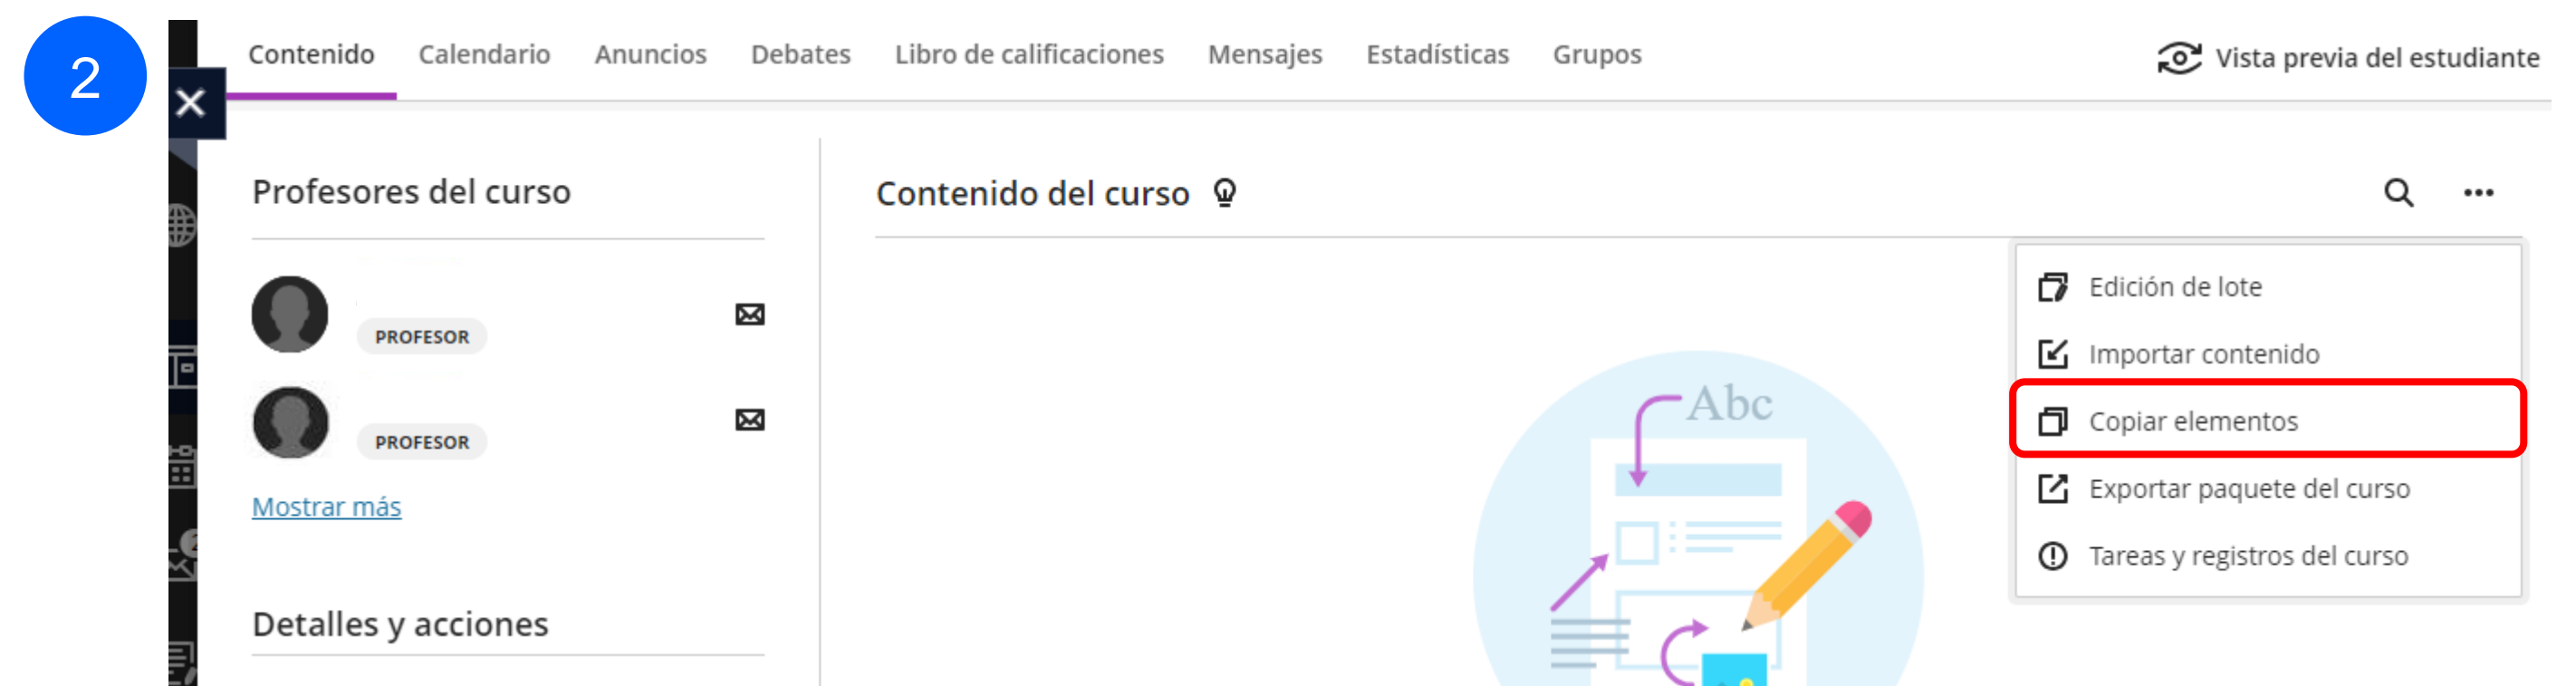 2
Contenido Calendario Anuncios Debates Libro de calificaciones Mensajes Estadísticas Grupos Vista previa del estudiante
Profesores del curso
PROFESOR
PROFESOR
Mostrar más
Detalles y acciones
Contenido del curso
Edición de lote
Importar contenido
Copiar elementos
Exportar paquete del curso
Tareas y registros del curso
Abc